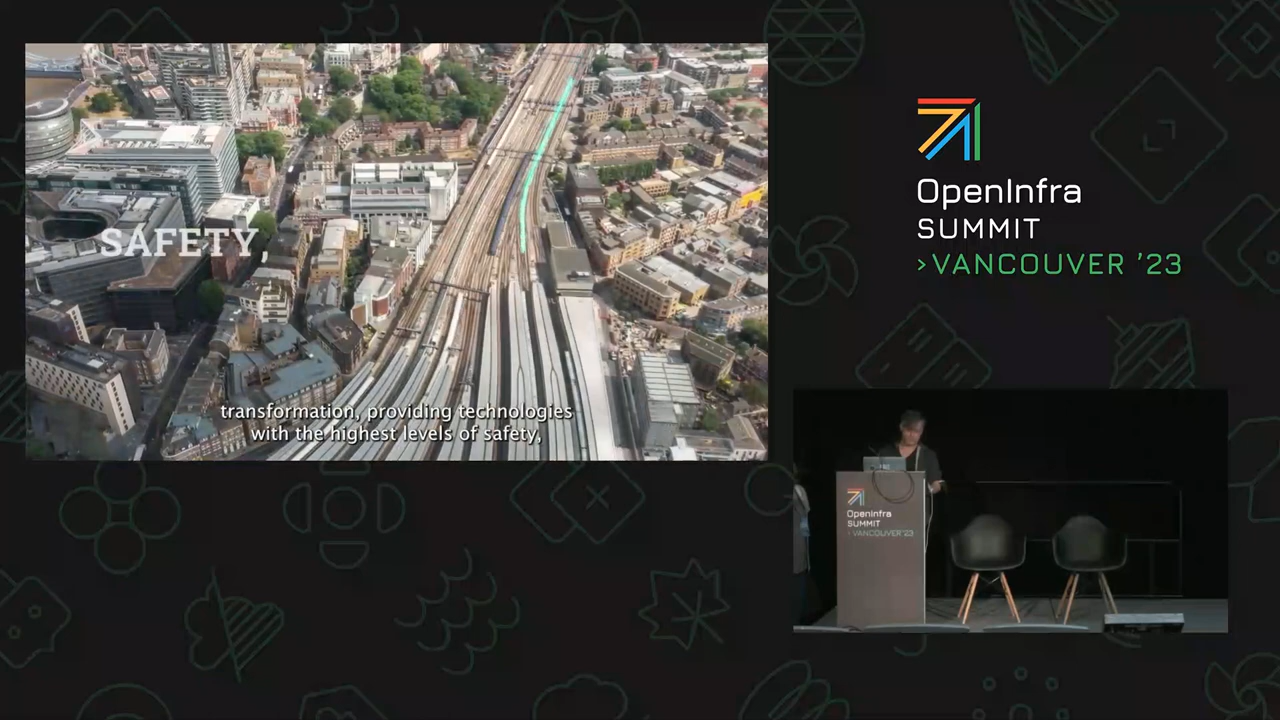 SAFETY,
transformation, providing technologies
with the highest levels of safety,
OpenInfra
SUMMIT
>VANCOUVER '23
OpenInfra
SUMMIT
>VANCOUVER'23